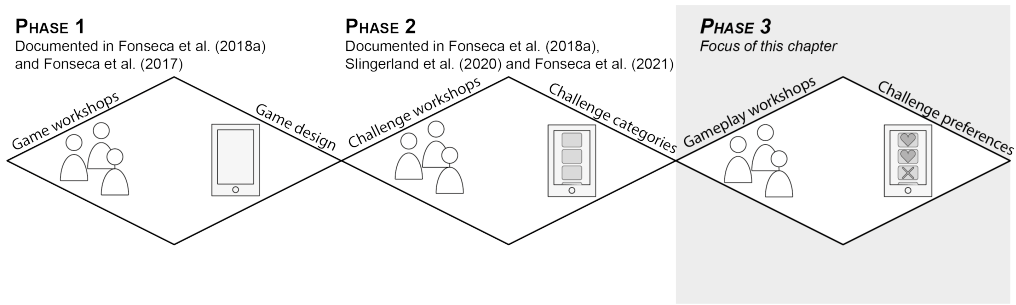 PHASE 1
Documented in Fonseca et al. (2018a)
and Fonseca et al. (2017)
Game workshops
Game design
PHASE 2
Documented in Fonseca et al. (2018a),
Slingerland et al. (2020) and Fonseca et al. (2021)
Challenge workshops
Challenge categories
PHASE 3
Focus of this chapter
Gameplay workshops
Challenge preferences